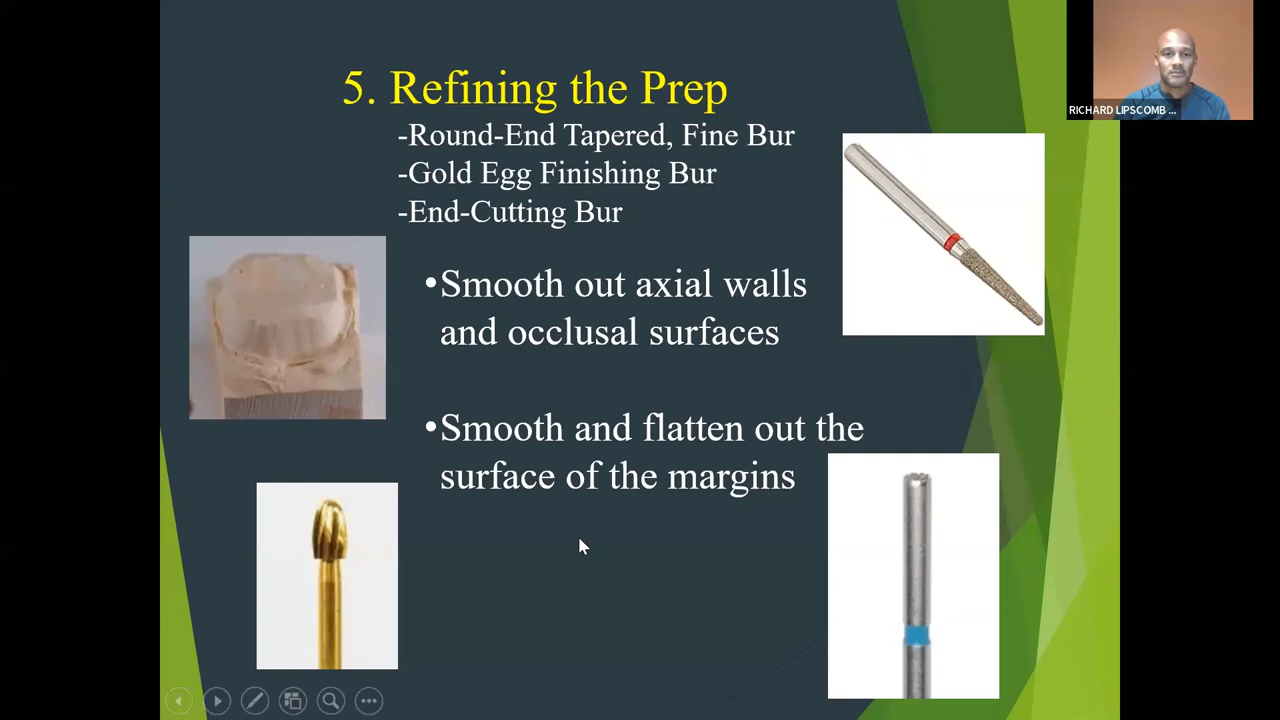 5. Refining the Prep
-Round-End Tapered, Fine Bur
-Gold Egg Finishing Bur
-End-Cutting Bur
•Smooth out axial walls
and occlusal surfaces
•Smooth and flatten out the
surface of the margins
RICHARD LIPSCOMB ...